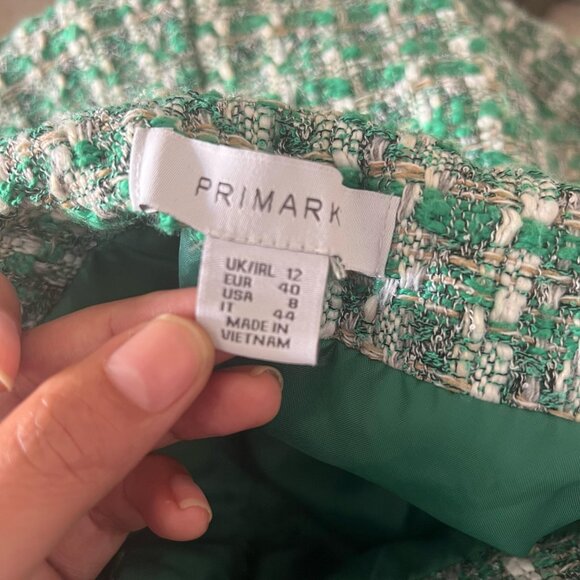 PRIMARK
UK/IRL 12
EUR 40
USA 8
IT 44
MADE IN
VIETNAM